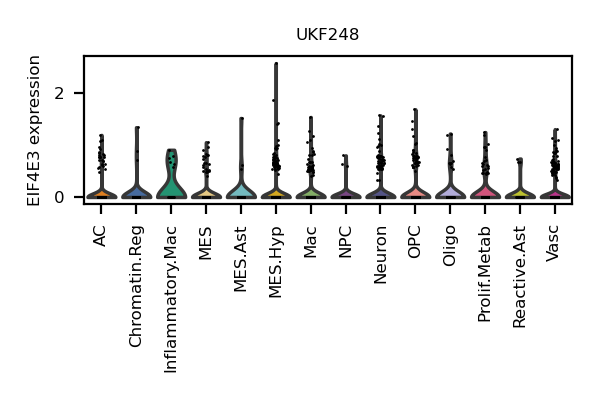 UKF248
EIF4E3 expression
2
0
AC
Chromatin.Reg
Inflammatory.Mac
MES
MES.Ast
MES.Hyp
Mac
NPC
Neuron
OPC
Oligo
Prolif.Metab
Reactive.Ast
Vasc